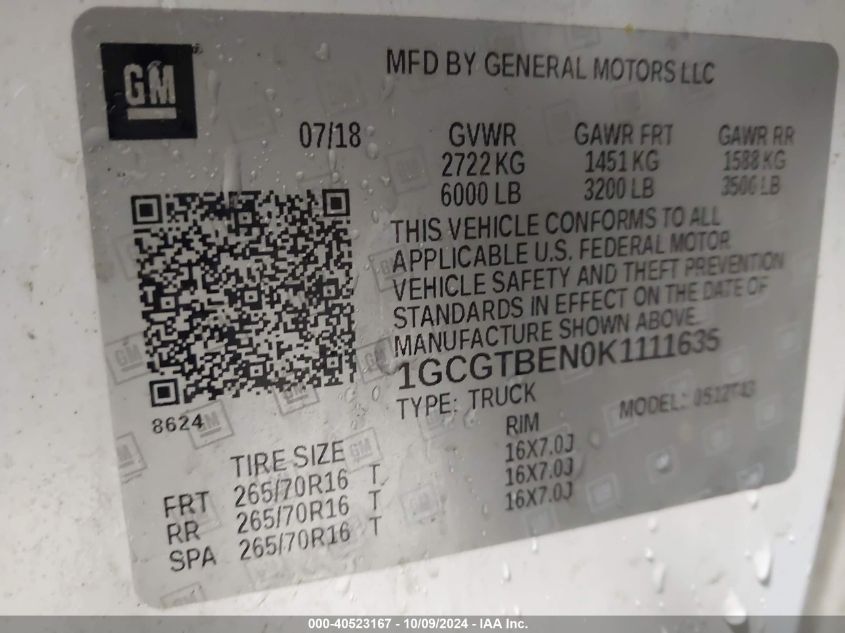 GM
MFD BY GENERAL MOTORS LLC
07/18 GVWR GAWR FRT GAWR RR
2722 KG 1451 KG 1588 KG
6000 LB 3200 LB 3500 LB
THIS VEHICLE CONFORMS TO ALL
APPLICABLE U.S. FEDERAL MOTOR
VEHICLE SAFETY AND THEFT PREVENTION
STANDARDS IN EFFECT ON THE DATE OF
MANUFACTURE SHOWN ABOVE
1GCGTBEN0K1111635
8624
TYPE: TRUCK MODEL:
TIRE SIZE RIM
FRT 265/70R16 T 16X7.0J
RR 265/70R16 T 16X7.0J
SPA 265/70R16 T 16X7.0J
000-40523167 - 10/09/2024 - IAA Inc.